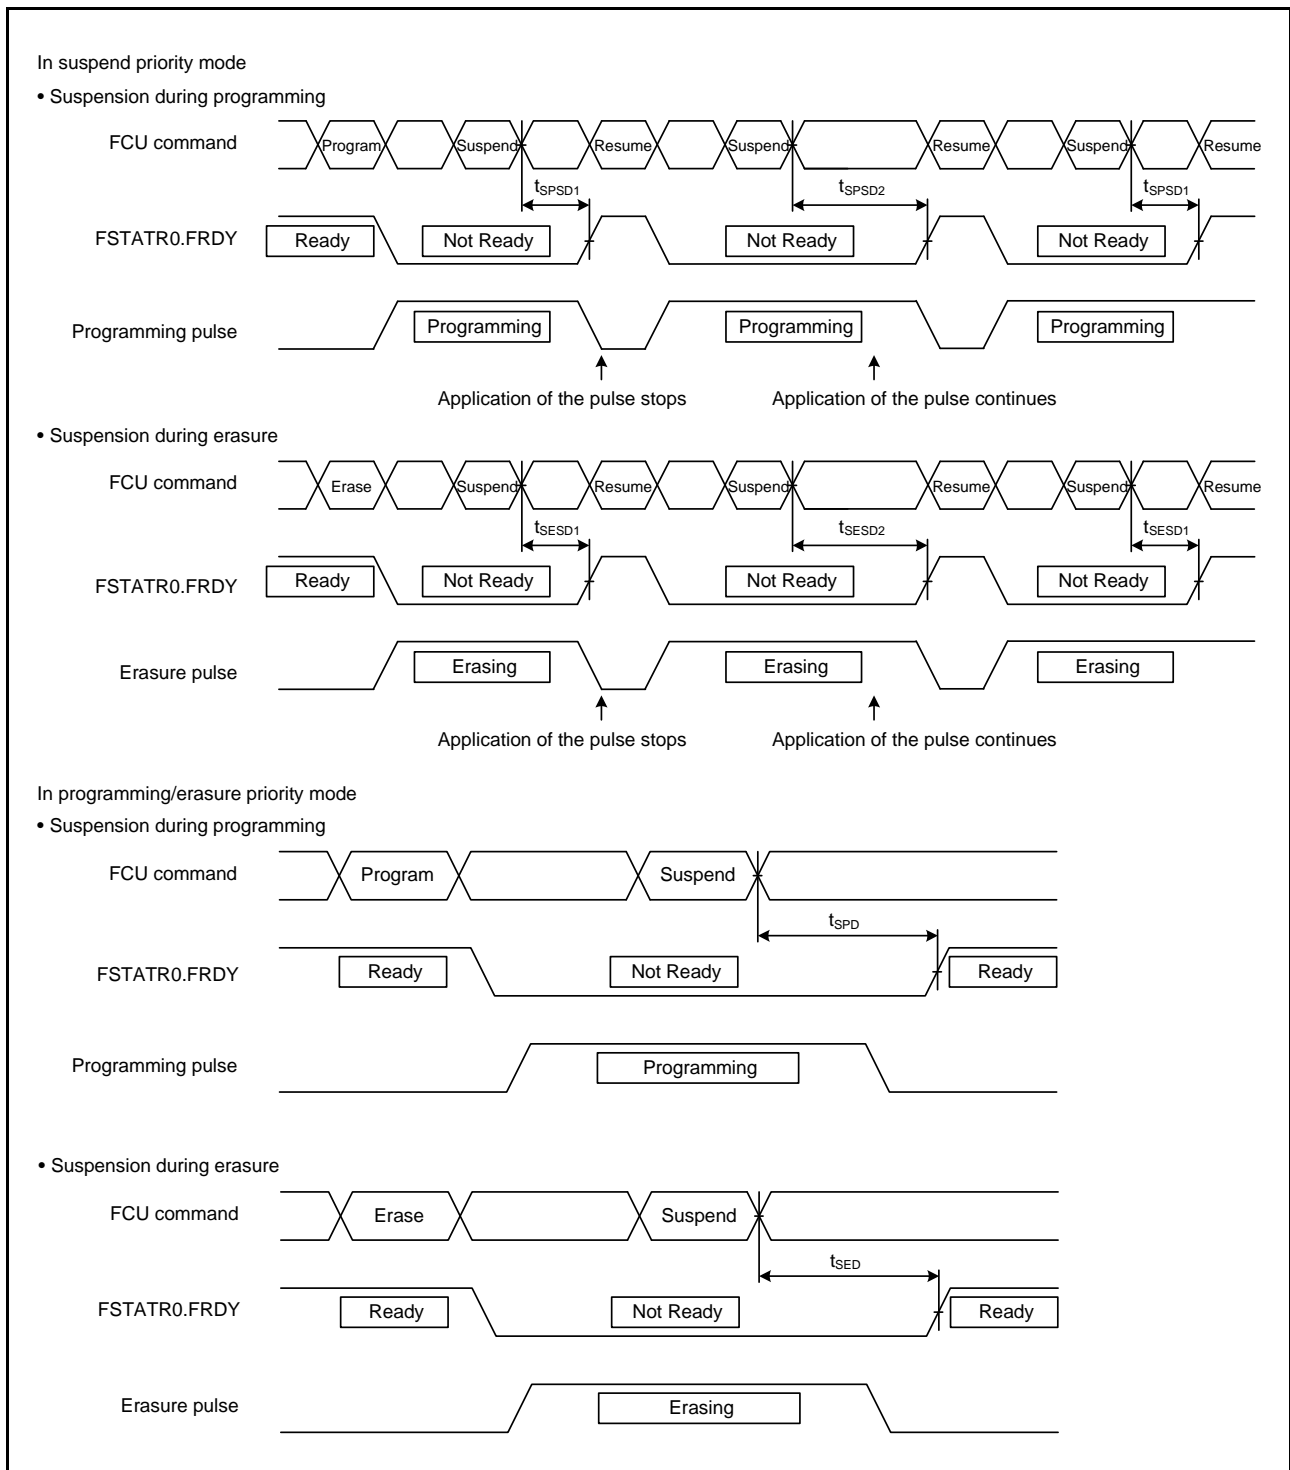 In suspend priority mode
• Suspension during programming
FCU command
Program
Suspend
Resume
Suspend
Resume
Suspend
Resume
tSPSD1
tSPSD2
tSPSD1
FSTATR0.FRDY
Ready
Not Ready
Not Ready
Not Ready
Programming pulse
Programming
Programming
Programming
Application of the pulse stops
Application of the pulse continues
• Suspension during erasure
FCU command
Erase
Suspend
Resume
Suspend
Resume
Suspend
Resume
tSESD1
tSESD2
tSESD1
FSTATR0.FRDY
Ready
Not Ready
Not Ready
Not Ready
Erasure pulse
Erasing
Erasing
Erasing
Application of the pulse stops
Application of the pulse continues
In programming/erasure priority mode
• Suspension during programming
FCU command
Program
Suspend
tSPD
FSTATR0.FRDY
Ready
Not Ready
Ready
Programming pulse
Programming
• Suspension during erasure
FCU command
Erase
Suspend
tSED
FSTATR0.FRDY
Ready
Not Ready
Ready
Erasure pulse
Erasing